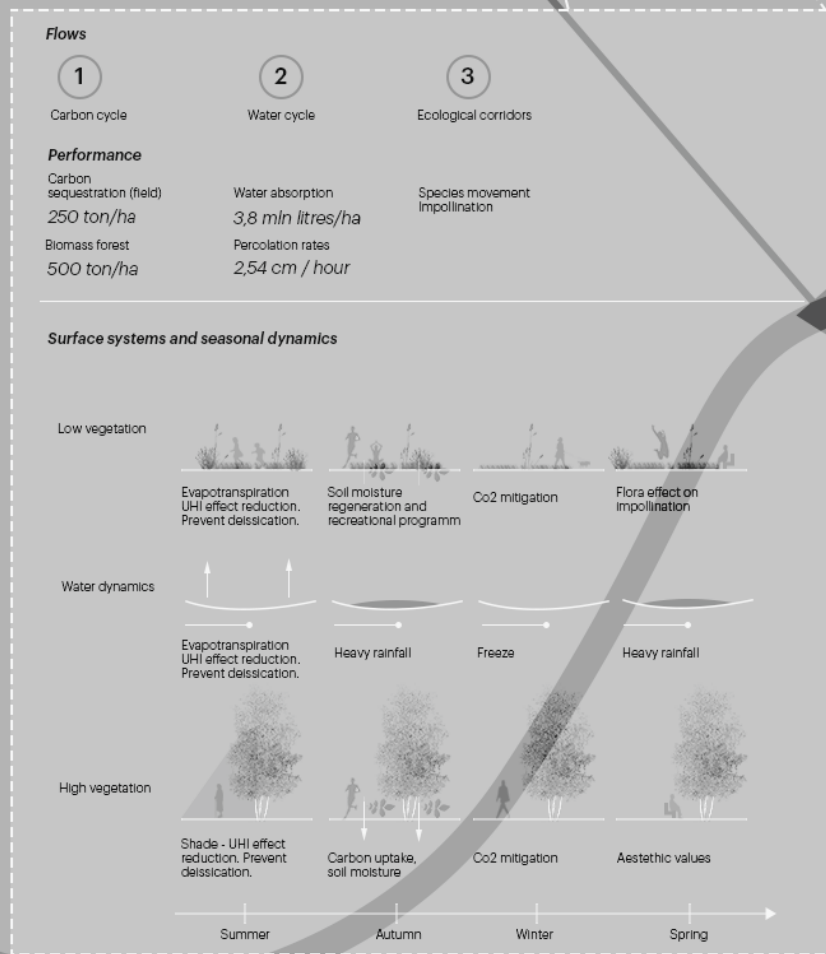 Flows
1
2
3
Carbon cycle
Water cycle
Ecological corridors
Performance
Carbon
sequestration (field)
250 ton/ha
Water absorption
3,8 mln litres/ha
Species movement
Impollination
Biomass forest
500 ton/ha
Percolation rates
2,54 cm / hour
Surface systems and seasonal dynamics
Low vegetation
Evapotranspiration
UHI effect reduction.
Prevent deissication.
Soil moisture
regeneration and
recreational programm
Co2 mitigation
Flora effect on
impollination
Water dynamics
Evapotranspiration
UHI effect reduction.
Prevent deissication.
Heavy rainfall
Freeze
Heavy rainfall
High vegetation
Shade - UHI effect
reduction. Prevent
deissication.
Carbon uptake,
soil moisture
Co2 mitigation
Aestethic values
Summer
Autumn
Winter
Spring